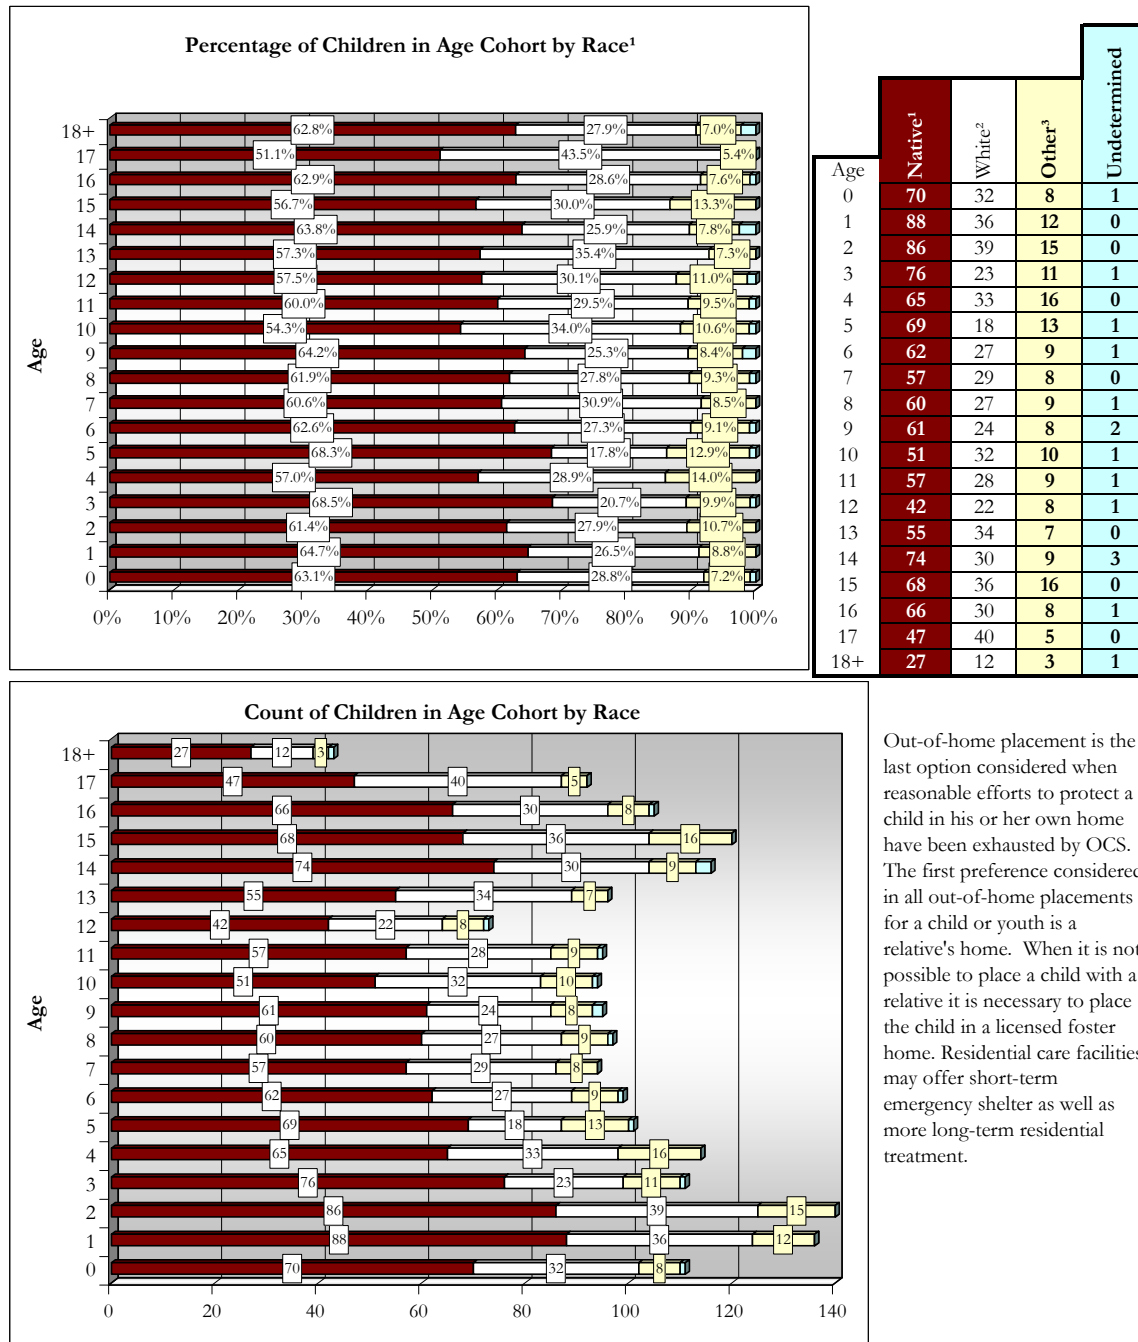 Percentage of Children in Age Cohort by Race¹
Age
18+ 62.8% 27.9% 7.0%
17 51.1% 43.5% 5.4%
16 62.9% 28.6% 7.6%
15 56.7% 30.0% 13.3%
14 63.8% 25.9% 7.8%
13 57.3% 35.4% 7.3%
12 57.5% 30.1% 11.0%
11 60.0% 29.5% 9.5%
10 54.3% 34.0% 10.6%
9 64.2% 25.3% 8.4%
8 61.9% 27.8% 9.3%
7 60.6% 30.9% 8.5%
6 62.6% 27.3% 9.1%
5 68.3% 17.8% 12.9%
4 57.0% 28.9% 14.0%
3 68.5% 20.7% 9.9%
2 61.4% 27.9% 10.7%
1 64.7% 26.5% 8.8%
0 63.1% 28.8% 7.2%
0% 10% 20% 30% 40% 50% 60% 70% 80% 90% 100%
Age Native¹ White² Other³ Undetermined
0 70 32 8 1
1 88 36 12 0
2 86 39 15 0
3 76 23 11 1
4 65 33 16 0
5 69 18 13 1
6 62 27 9 1
7 57 29 8 0
8 60 27 9 1
9 61 24 8 2
10 51 32 10 1
11 57 28 9 1
12 42 22 8 1
13 55 34 7 0
14 74 30 9 3
15 68 36 16 0
16 66 30 8 1
17 47 40 5 0
18+ 27 12 3 1
Count of Children in Age Cohort by Race
Age
18+ 27 12 3
17 47 40 5
16 66 30 8
15 68 36 16
14 74 30 9
13 55 34 7
12 42 22 8
11 57 28 9
10 51 32 10
9 61 24 8
8 60 27 9
7 57 29 8
6 62 27 9
5 69 18 13
4 65 33 16
3 76 23 11
2 86 39 15
1 88 36 12
0 70 32 8
0 20 40 60 80 100 120 140
Out-of-home placement is the
last option considered when
reasonable efforts to protect a
child in his or her own home
have been exhausted by OCS.
The first preference considered
in all out-of-home placements
for a child or youth is a
relative's home. When it is not
possible to place a child with a
relative it is necessary to place
the child in a licensed foster
home. Residential care facilities
may offer short-term
emergency shelter as well as
more long-term residential
treatment.